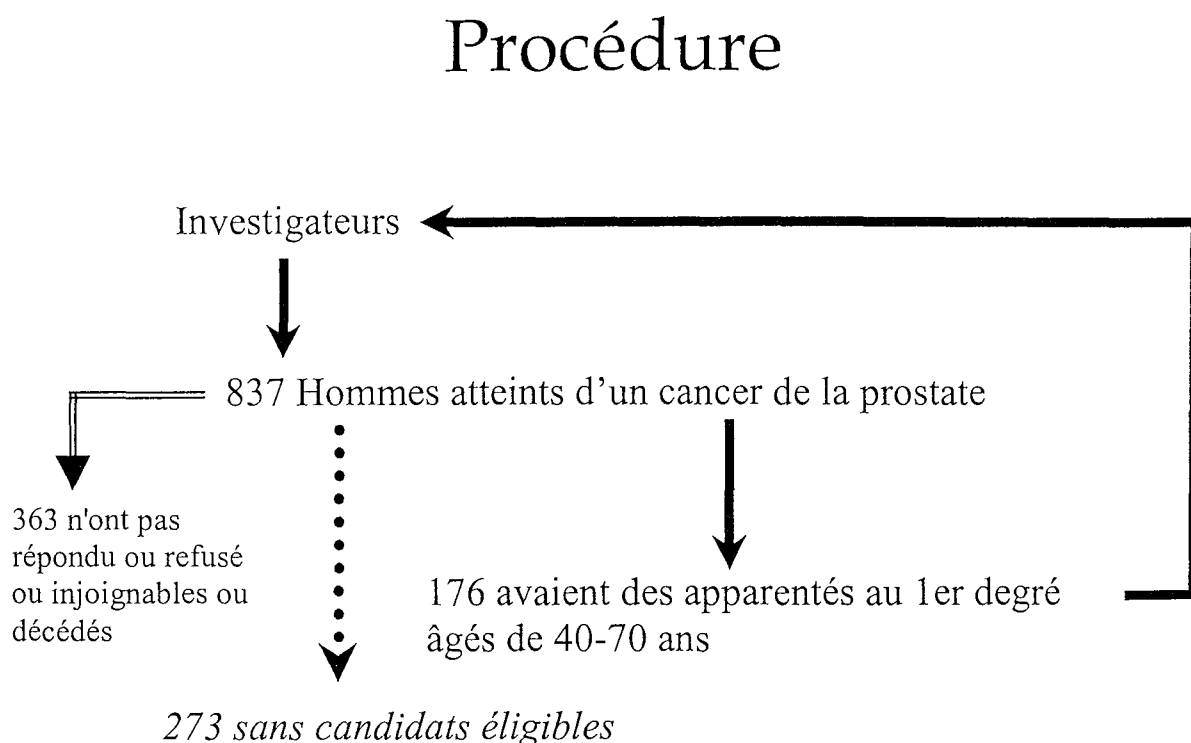 Procédure
Investigateurs
837 Hommes atteints d'un cancer de la prostate
363 n'ont pas
répondu ou refusé
ou injoignables ou
décédés
176 avaient des apparentés au 1er degré
âgés de 40-70 ans
273 sans candidats éligibles